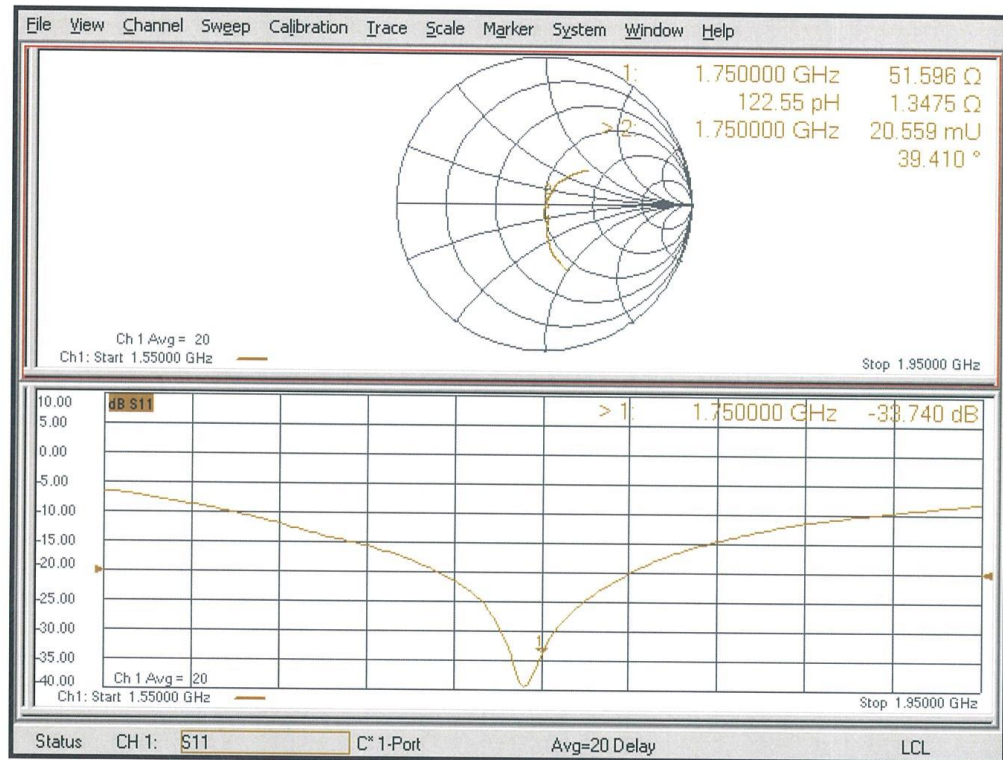 File View Channel Sweep Calibration Trace Scale Marker System Window Help
1: 1.750000 GHz 51.596 Ω
122.55 pH 1.3475 Ω
> 2: 1.750000 GHz 20.559 mU
39.410 °
2
Ch 1 Avg = 20
Ch1: Start 1.55000 GHz
Stop 1.95000 GHz
dB S11
> 1: 1.750000 GHz -33.740 dB
10.00
5.00
0.00
-5.00
-10.00
-15.00
-20.00
-25.00
-30.00
-35.00
-40.00
1
Ch 1 Avg = 20
Ch1: Start 1.55000 GHz
Stop 1.95000 GHz
Status CH 1: S11 C* 1-Port Avg=20 Delay LCL